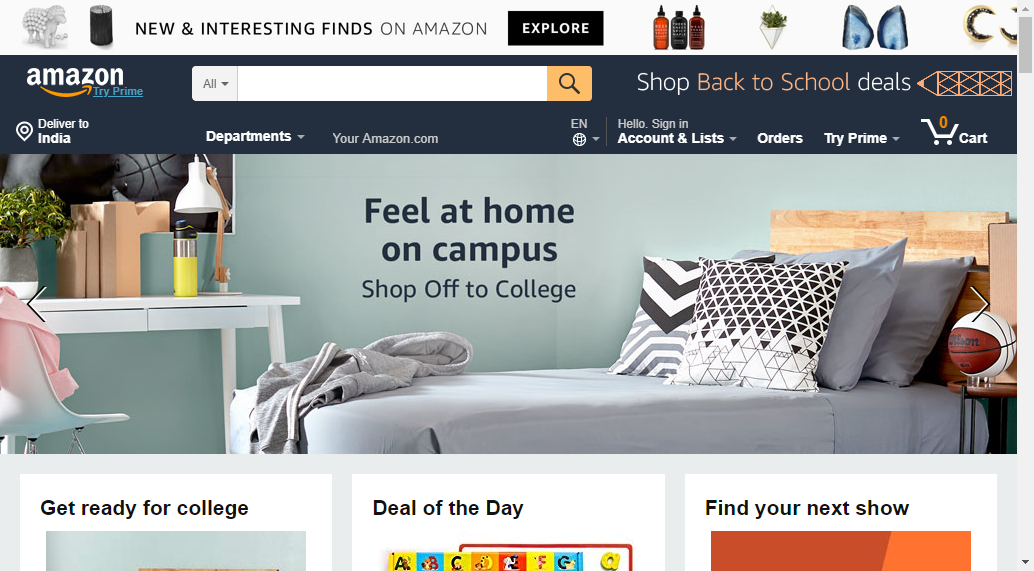 NEW & INTERESTING FINDS ON AMAZON EXPLORE
amazon
Try Prime
All
Shop Back to School deals
Deliver to
India
Departments
Your Amazon.com
EN
Hello. Sign in
Account & Lists
Orders
Try Prime
0
Cart
Feel at home
on campus
Shop Off to College
Wilson
Get ready for college
Deal of the Day
Find your next show
A B C D E F G